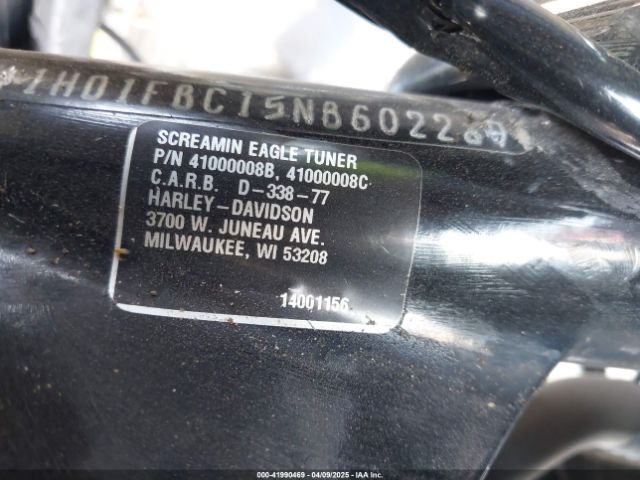 1HD1FBC15NB602289
SCREAMIN EAGLE TUNER
P/N 41000008B, 41000008C
C.A.R.B. D-338-77
HARLEY-DAVIDSON
3700 W. JUNEAU AVE.
MILWAUKEE, WI 53208
14001156
000-41990469 | 04/09/2025 | IAA Inc.